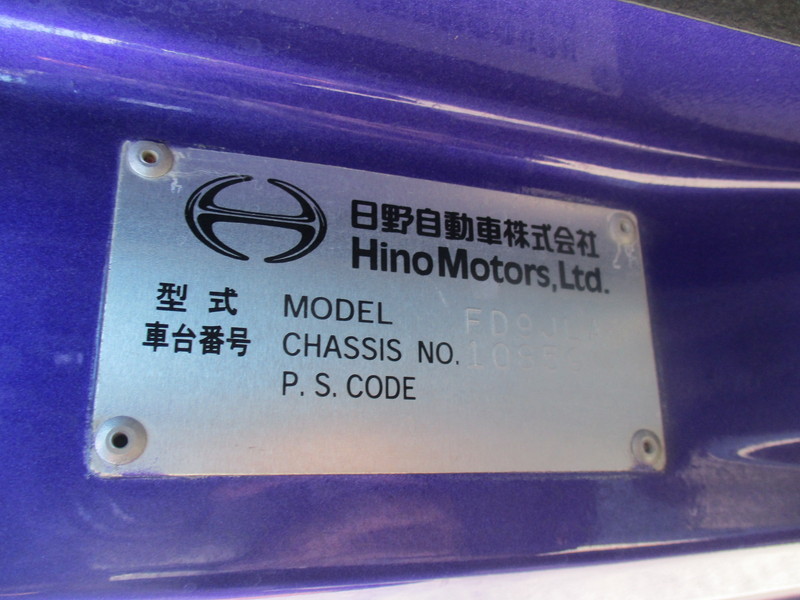 日野自動車株式会社
Hino Motors, Ltd.
型式 MODEL
車台番号 CHASSIS NO.
P. S. CODE